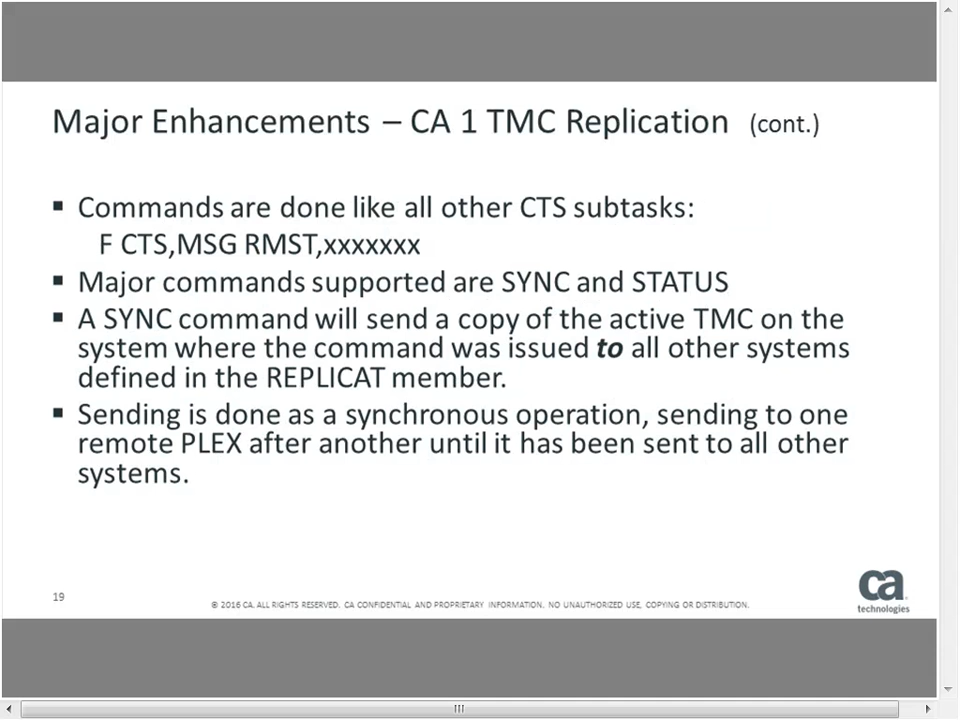 Major Enhancements – CA 1 TMC Replication (cont.)
▪ Commands are done like all other CTS subtasks:
F CTS,MSG RMST,xxxxxxx
▪ Major commands supported are SYNC and STATUS
▪ A SYNC command will send a copy of the active TMC on the
system where the command was issued to all other systems
defined in the REPLICAT member.
▪ Sending is done as a synchronous operation, sending to one
remote PLEX after another until it has been sent to all other
systems.
19
© 2016 CA. ALL RIGHTS RESERVED. CA CONFIDENTIAL AND PROPRIETARY INFORMATION. NO UNAUTHORIZED USE, COPYING OR DISTRIBUTION.
ca
technologies